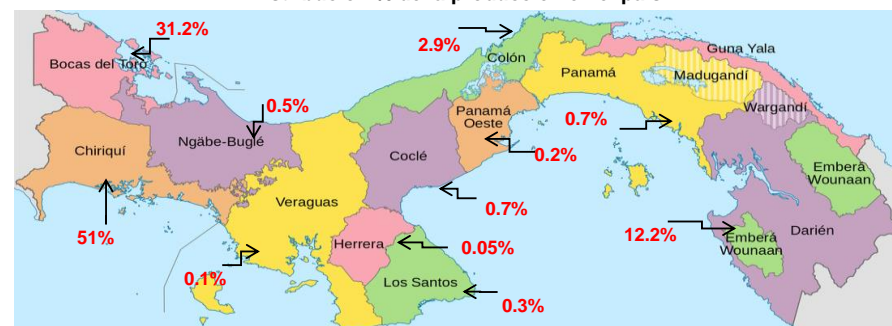 31.2%
2.9%
Bocas del Toro
Colón
Guna Yala
Panamá
Madugandí
0.5%
Wargandí
Panamá
Oeste
0.7%
Ngäbe-Buglé
Chiriquí
Coclé
0.2%
Emberá
Wounaan
Veraguas
0.7%
51%
Herrera
0.05%
12.2%
Emberá
Wounaan
Darién
0.1%
Los Santos
0.3%